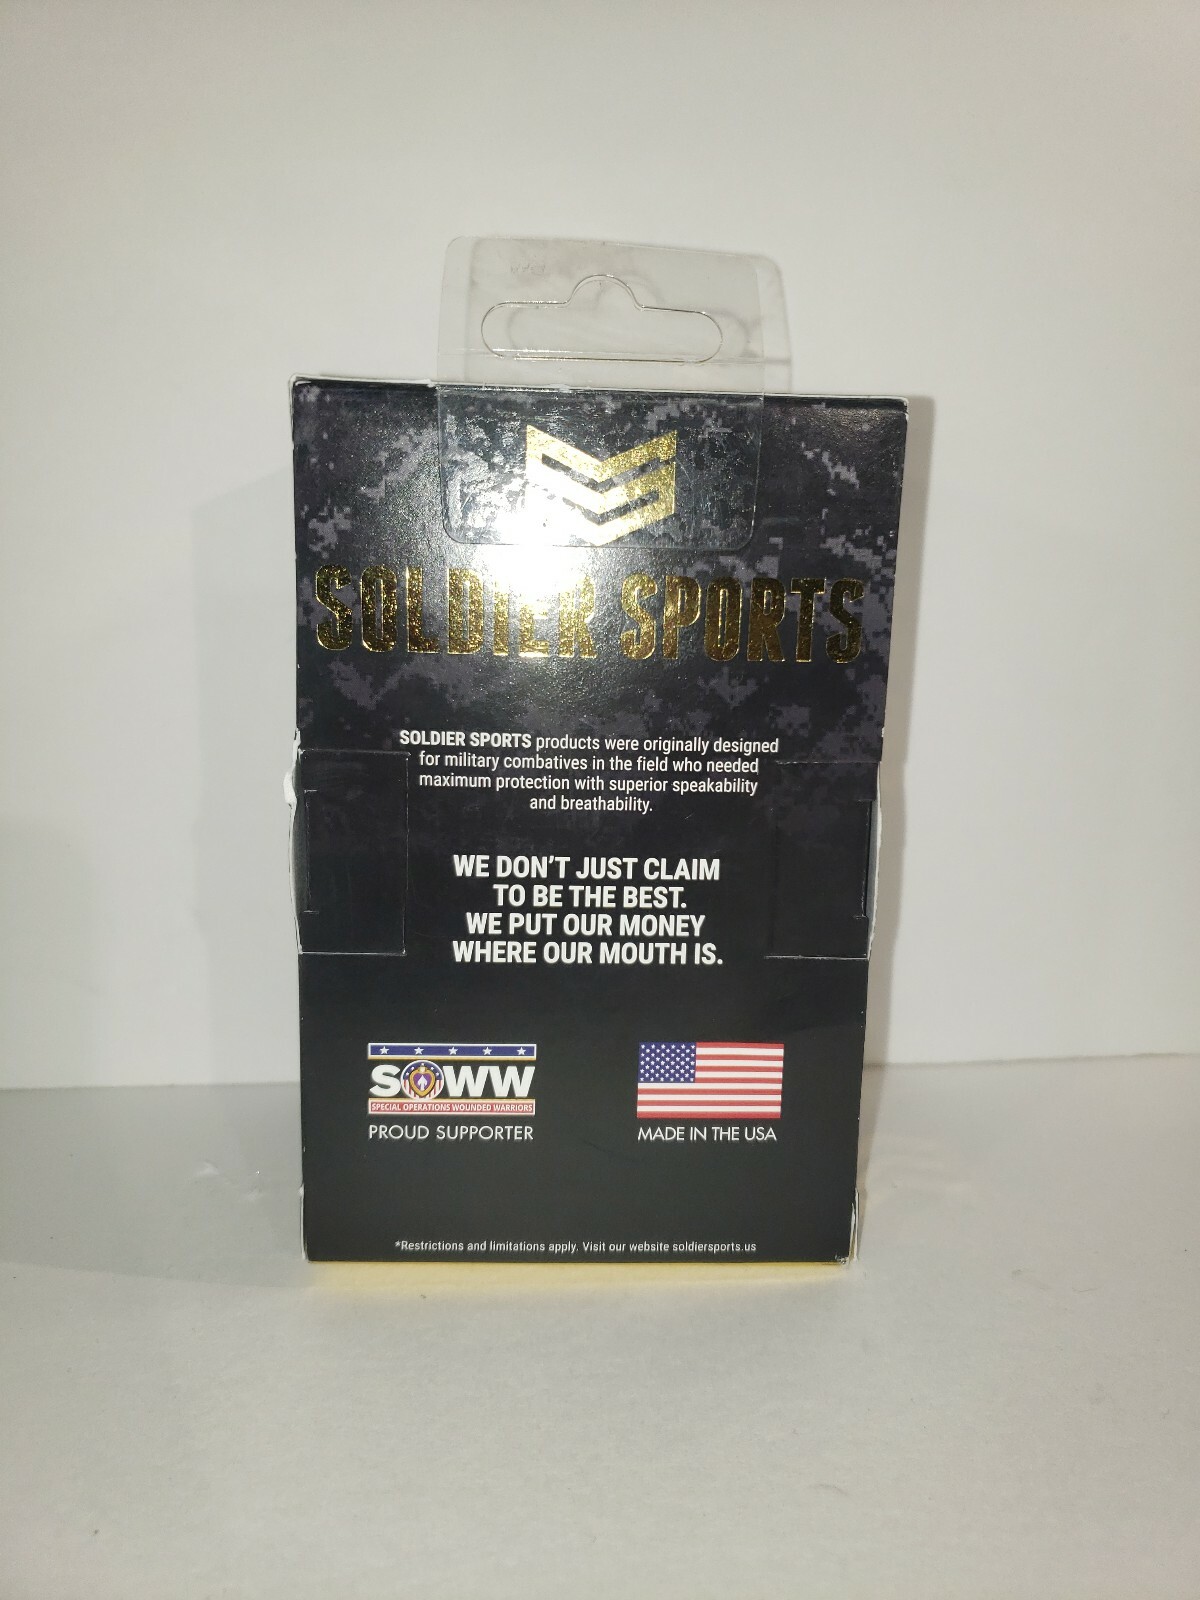 SOLDIER SPORTS
SOLDIER SPORTS products were originally designed
for military combatives in the field who needed
maximum protection with superior speakability
and breathability.
WE DON'T JUST CLAIM
TO BE THE BEST.
WE PUT OUR MONEY
WHERE OUR MOUTH IS.
SOWW
SPECIAL OPERATIONS WOUNDED WARRIORS
PROUD SUPPORTER
MADE IN THE USA
*Restrictions and limitations apply. Visit our website soldiersports.us